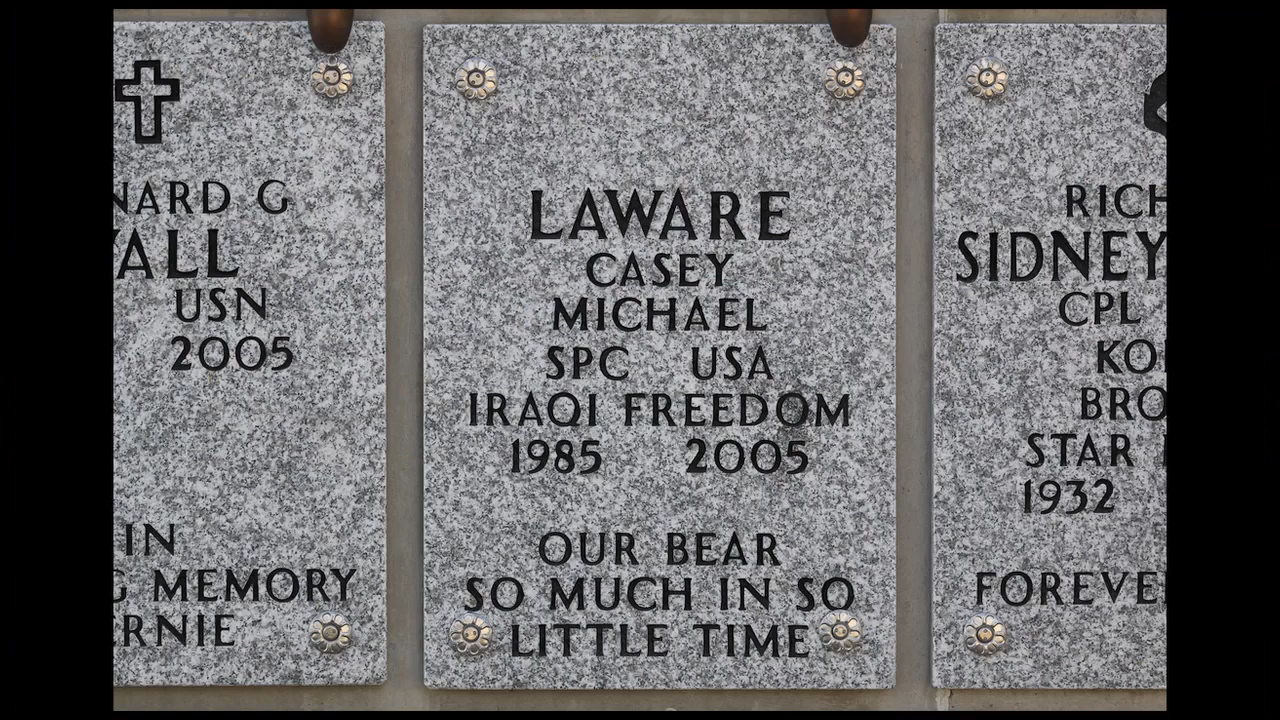 NARD G
ALL
USN
2005
IN
MEMORY
RNIE
LAWARE
CASEY
MICHAEL
SPC USA
IRAQI FREEDOM
1985 2005
OUR BEAR
SO MUCH IN SO
LITTLE TIME
RICH
SIDNEY
CPL
KO
BRO
STAR
1932
FOREVE